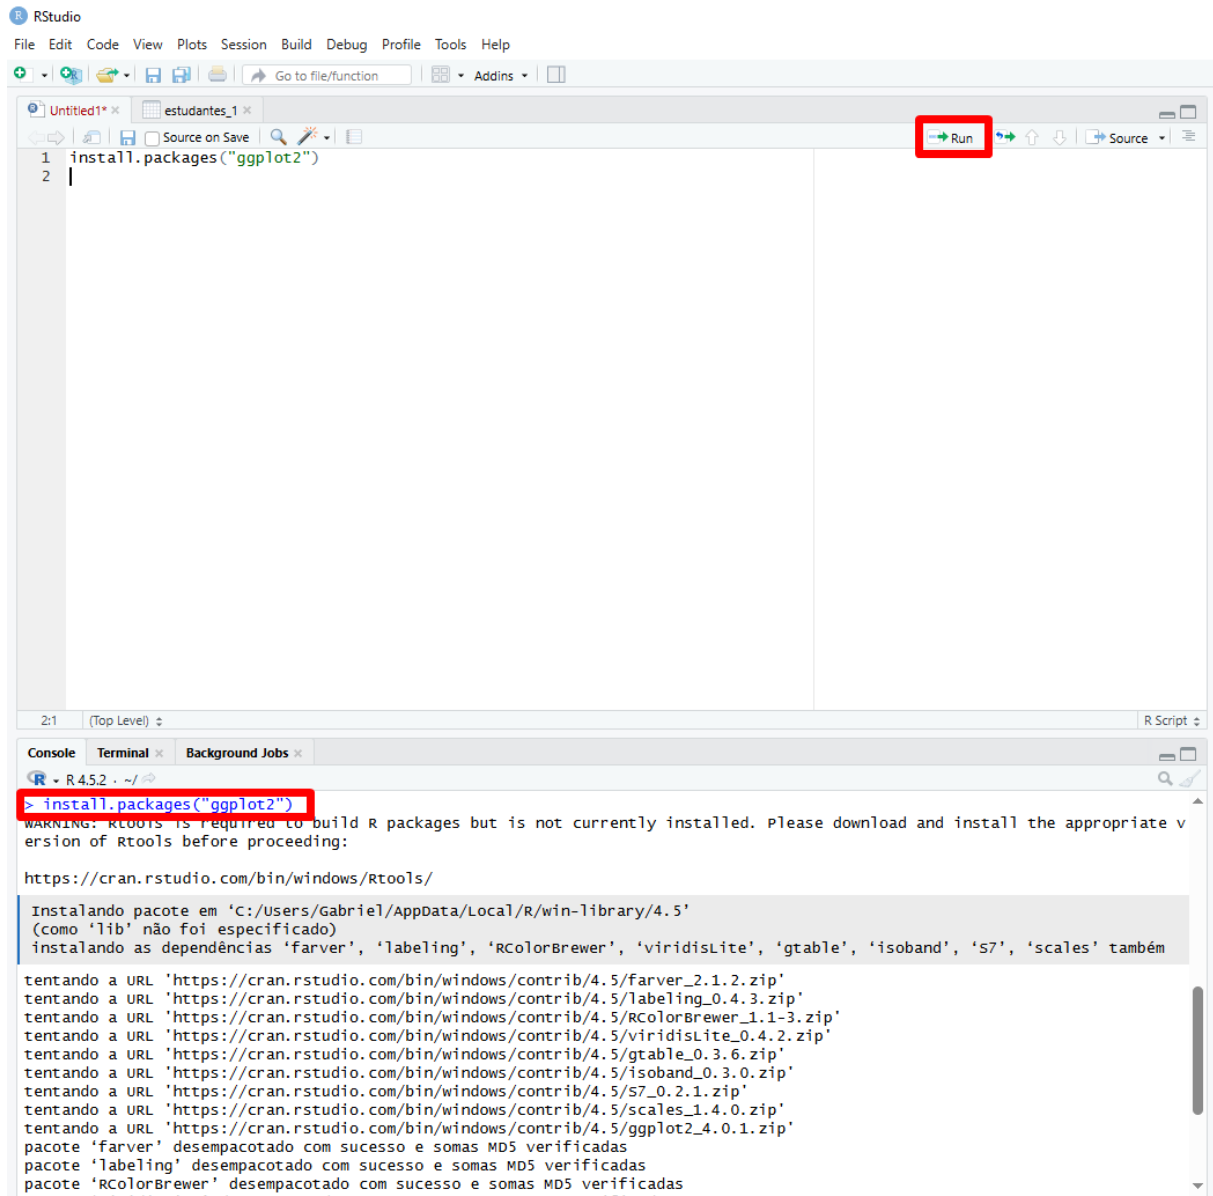 RStudio
File Edit Code View Plots Session Build Debug Profile Tools Help
Go to file/function Addins
Untitled1* estudantes_1
Source on Save Run Source
1 install.packages("ggplot2")
2
2:1 (Top Level) R Script
Console Terminal Background Jobs
R 4.5.2 · ~/
> install.packages("ggplot2")
WARNING: Rtools is required to build R packages but is not currently installed. Please download and install the appropriate v
ersion of Rtools before proceeding:
https://cran.rstudio.com/bin/windows/Rtools/
Instalando pacote em ‘C:/Users/Gabriel/AppData/Local/R/win-library/4.5’
(como ‘lib’ não foi especificado)
instalando as dependências ‘farver’, ‘labeling’, ‘RColorBrewer’, ‘viridisLite’, ‘gtable’, ‘isoband’, ‘S7’, ‘scales’ também
tentando a URL 'https://cran.rstudio.com/bin/windows/contrib/4.5/farver_2.1.2.zip'
tentando a URL 'https://cran.rstudio.com/bin/windows/contrib/4.5/labeling_0.4.3.zip'
tentando a URL 'https://cran.rstudio.com/bin/windows/contrib/4.5/RColorBrewer_1.1-3.zip'
tentando a URL 'https://cran.rstudio.com/bin/windows/contrib/4.5/viridisLite_0.4.2.zip'
tentando a URL 'https://cran.rstudio.com/bin/windows/contrib/4.5/gtable_0.3.6.zip'
tentando a URL 'https://cran.rstudio.com/bin/windows/contrib/4.5/isoband_0.3.0.zip'
tentando a URL 'https://cran.rstudio.com/bin/windows/contrib/4.5/S7_0.2.1.zip'
tentando a URL 'https://cran.rstudio.com/bin/windows/contrib/4.5/scales_1.4.0.zip'
tentando a URL 'https://cran.rstudio.com/bin/windows/contrib/4.5/ggplot2_4.0.1.zip'
pacote ‘farver’ desempacotado com sucesso e somas MD5 verificadas
pacote ‘labeling’ desempacotado com sucesso e somas MD5 verificadas
pacote ‘RColorBrewer’ desempacotado com sucesso e somas MD5 verificadas